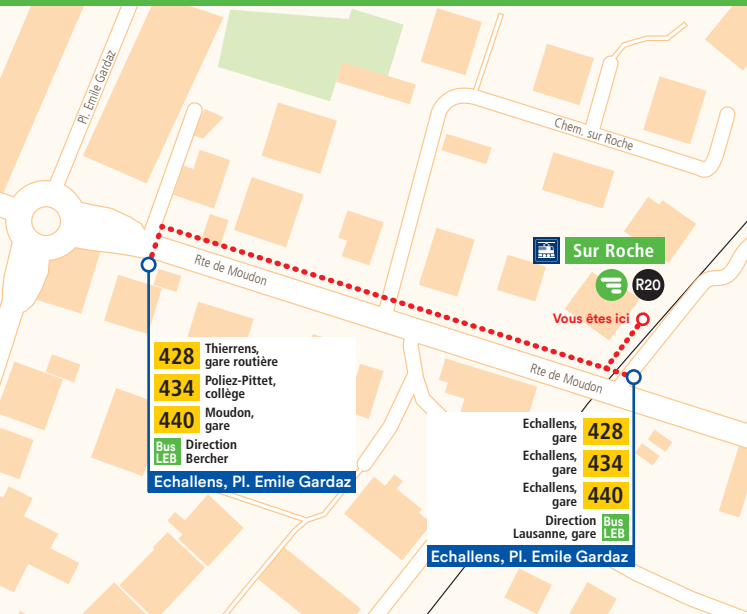 Pl. Emile Gardaz
Chem. sur Roche
Sur Roche
R20
Vous êtes ici
Rte de Moudon
Rte de Moudon
428 Thierrens,
gare routière
434 Poliez-Pittet,
collège
440 Moudon,
gare
Bus Direction
LEB Bercher
Echallens, Pl. Emile Gardaz
Echallens,
gare 428
Echallens,
gare 434
Echallens,
gare 440
Direction Bus
Lausanne, gare LEB
Echallens, Pl. Emile Gardaz